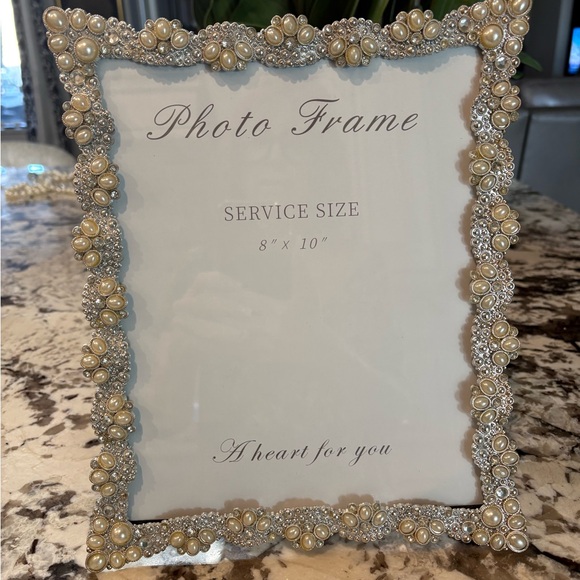 Photo Frame
SERVICE SIZE
8" x 10"
A heart for you